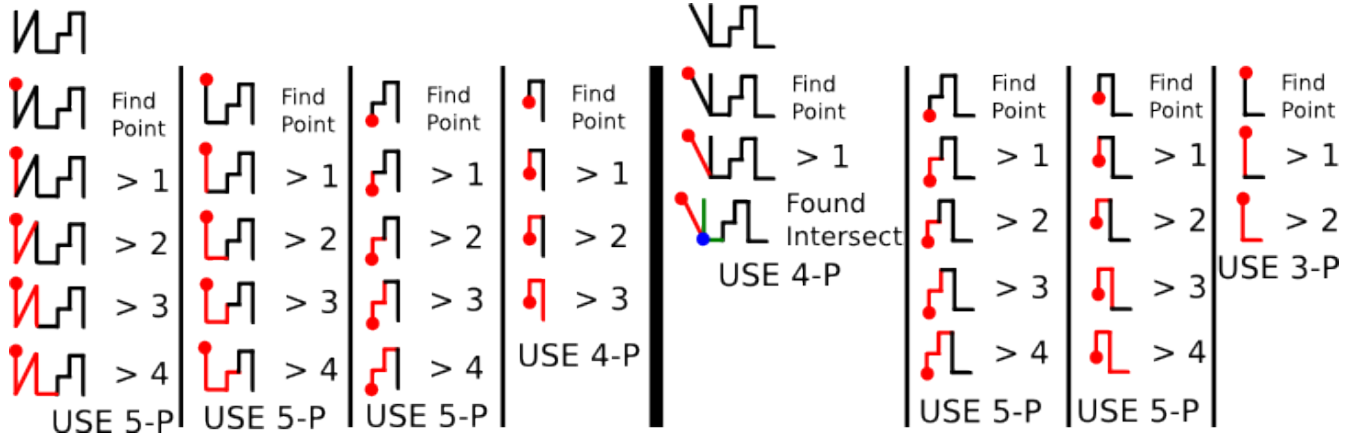 Find
Point
> 1
> 2
> 3
> 4
USE 5-P
Find
Point
> 1
> 2
> 3
> 4
USE 5-P
Find
Point
> 1
> 2
> 3
> 4
USE 5-P
Find
Point
> 1
> 2
> 3
USE 4-P
Find
Point
> 1
Found
Intersect
USE 4-P
Find
Point
> 1
> 2
> 3
> 4
USE 5-P
Find
Point
> 1
> 2
> 3
> 4
USE 5-P
Find
Point
> 1
> 2
USE 3-P